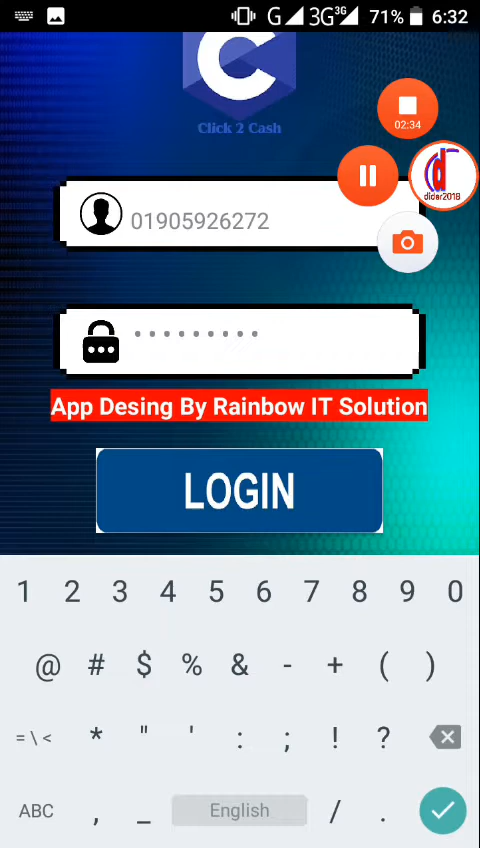 G 3G 3G 71% 6:32
C
Click 2 Cash
02:34
d
didar2018
01905926272
App Desing By Rainbow IT Solution
LOGIN
1 2 3 4 5 6 7 8 9 0
@ # $ % & - + ( )
= \ < * " ' : ; ! ?
ABC , _ English / .